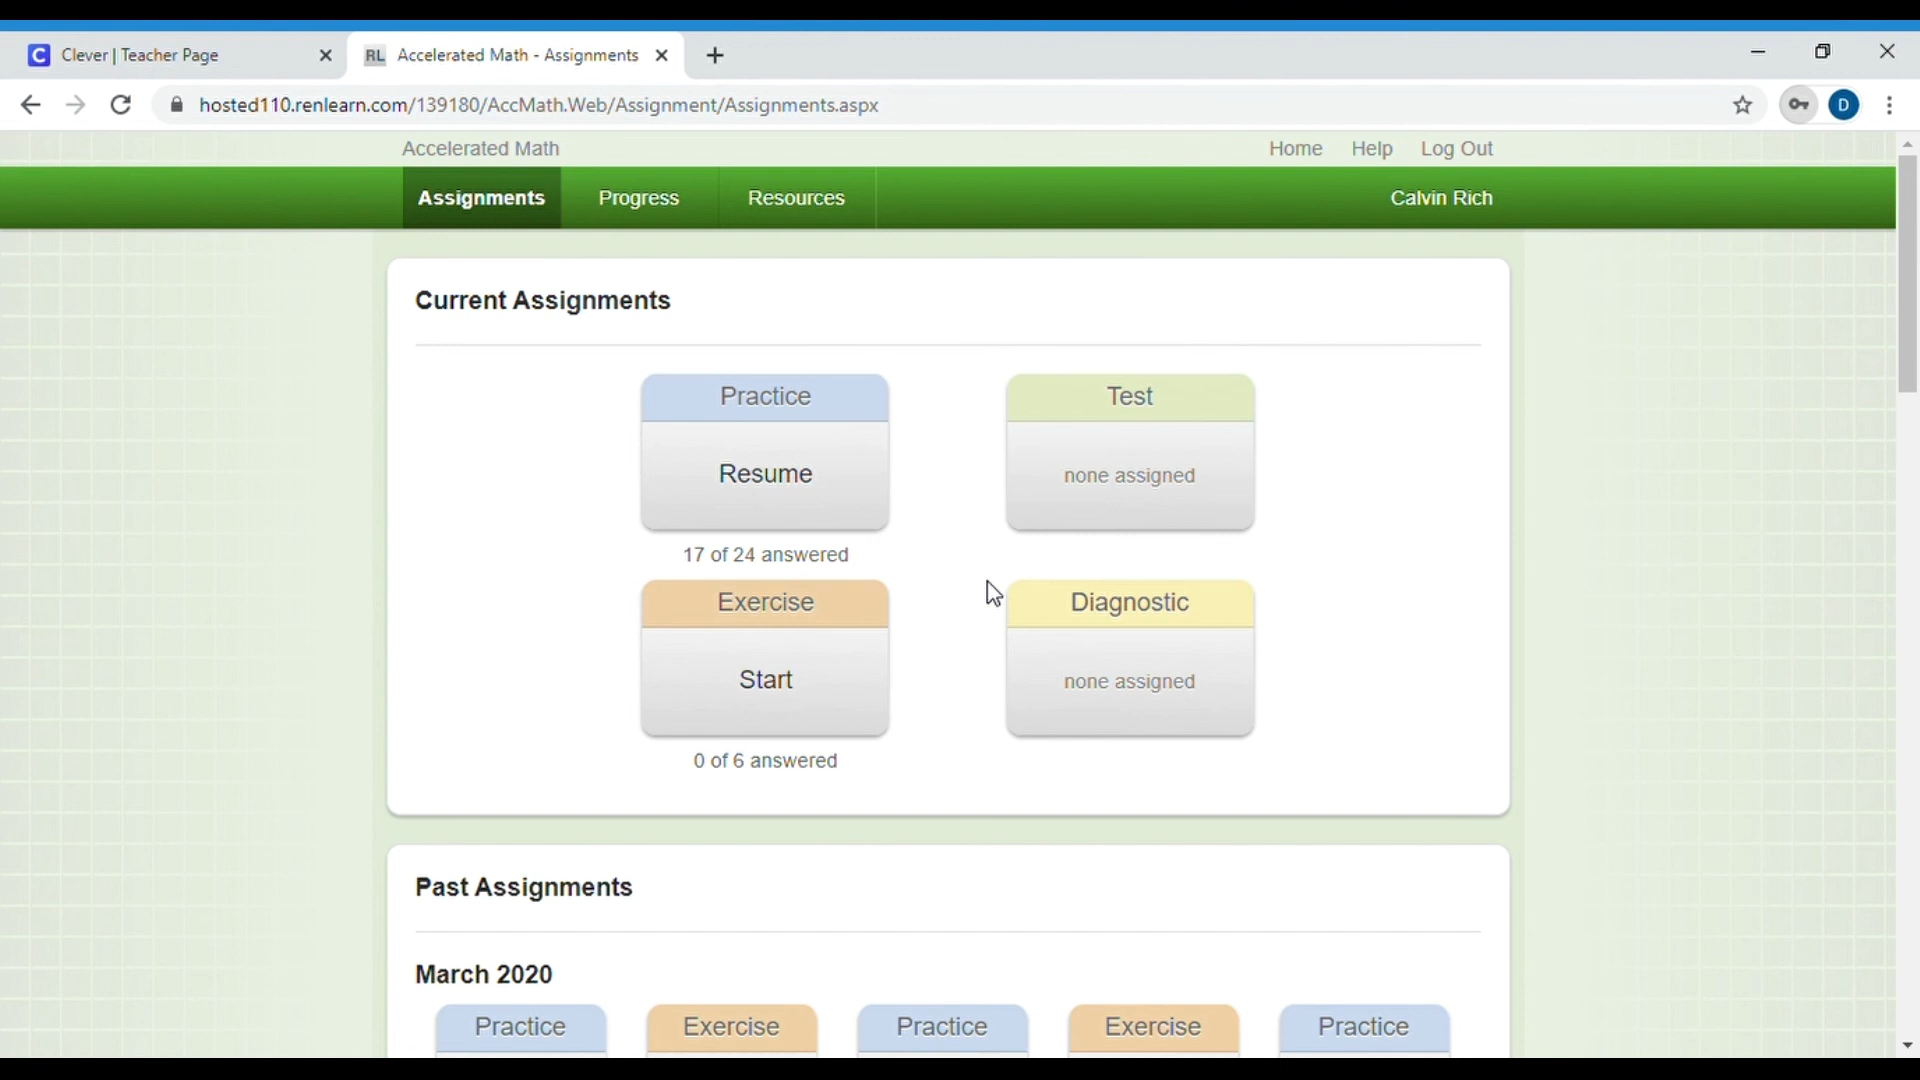 Clever | Teacher Page
RL Accelerated Math - Assignments
hosted110.renlearn.com/139180/AccMath.Web/Assignment/Assignments.aspx
D
Accelerated Math Home Help Log Out
Assignments Progress Resources Calvin Rich
Current Assignments
Practice Test
Resume none assigned
17 of 24 answered
Exercise Diagnostic
Start none assigned
0 of 6 answered
Past Assignments
March 2020
Practice Exercise Practice Exercise Practice